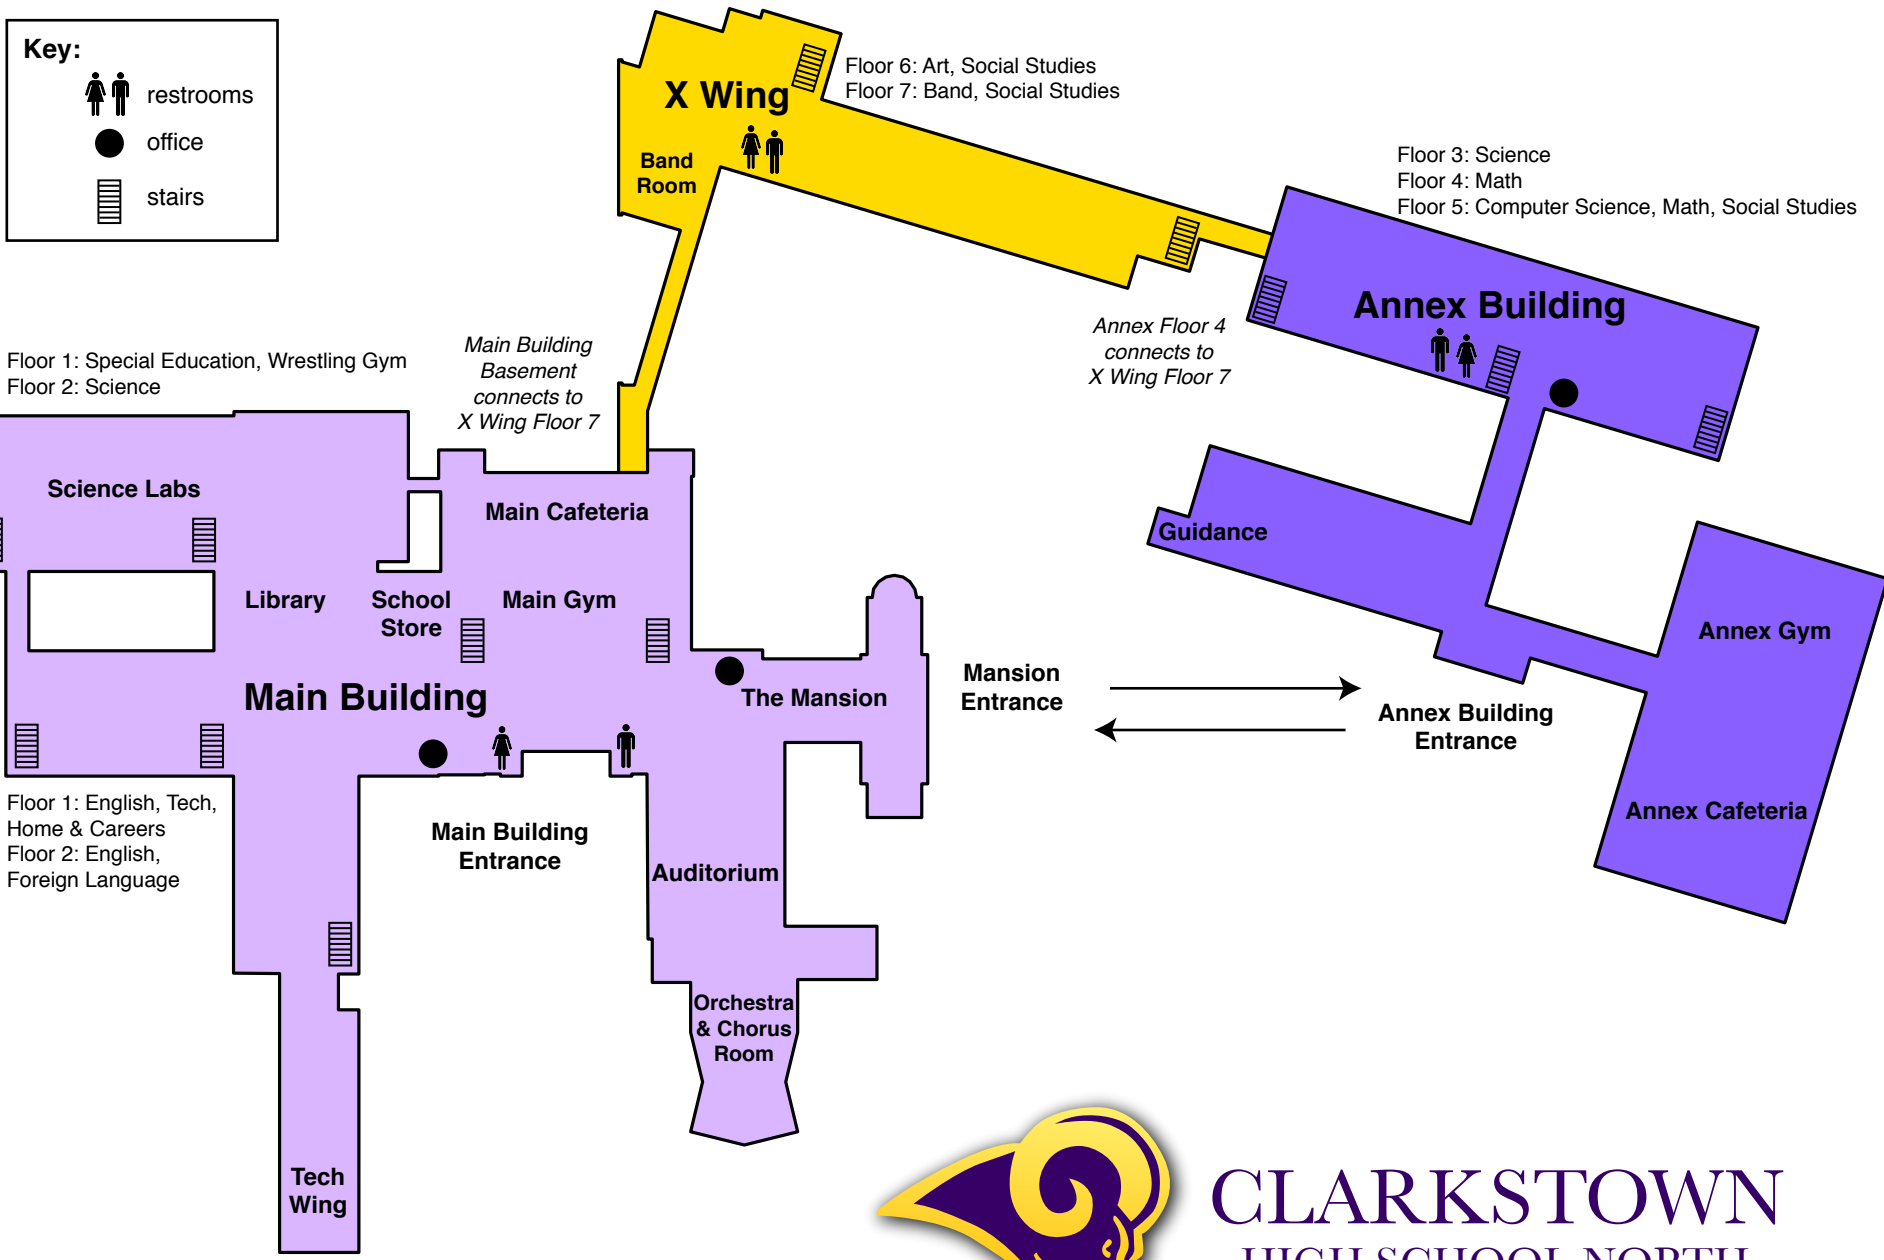 Key:
restrooms
office
stairs
X Wing
Band
Room
Floor 6: Art, Social Studies
Floor 7: Band, Social Studies
Floor 3: Science
Floor 4: Math
Floor 5: Computer Science, Math, Social Studies
Annex Building
Annex Floor 4
connects to
X Wing Floor 7
Main Building
Basement
connects to
X Wing Floor 7
Floor 1: Special Education, Wrestling Gym
Floor 2: Science
Science Labs
Main Cafeteria
Library
School
Store
Main Gym
Main Building
The Mansion
Mansion
Entrance
Guidance
Annex Gym
Annex Building
Entrance
Annex Cafeteria
Floor 1: English, Tech,
Home & Careers
Floor 2: English,
Foreign Language
Main Building
Entrance
Auditorium
Orchestra
& Chorus
Room
Tech
Wing
CLARKSTOWN
HIGH SCHOOL NORTH